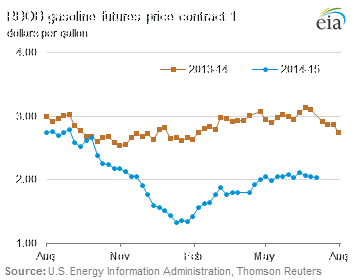 RBOB gasoline futures price contract 1
dollars per gallon
eia
4.00
2013-14
2014-15
3.00
2.00
1.00
Aug
Nov
Feb
May
Aug
Source: U.S. Energy Information Administration, Thomson Reuters